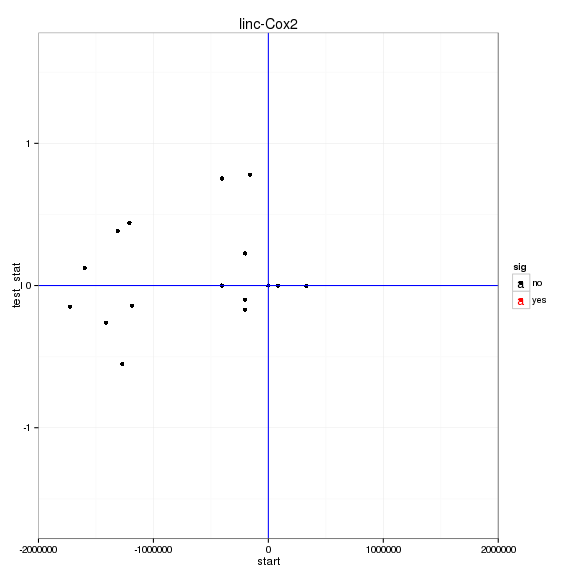 linc-Cox2
test_stat
1
0
-1
-2000000
-1000000
0
1000000
2000000
start
sig
a no
a yes